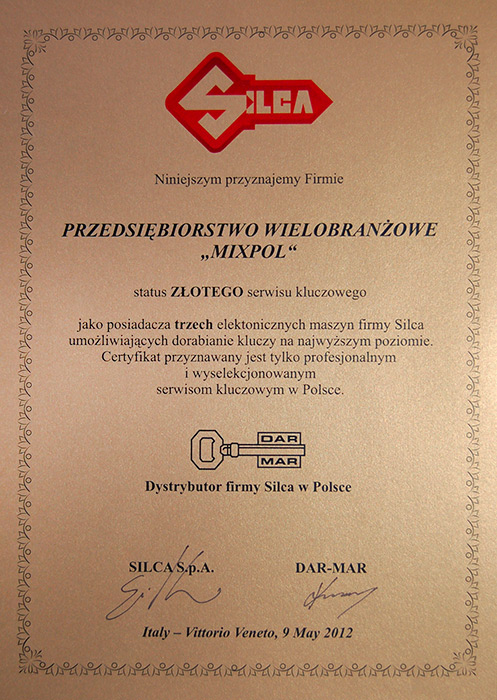 SILCA
Niniejszym przyznajemy Firmie
PRZEDSIĘBIORSTWO WIELOBRANŻOWE
„MIXPOL“
status ZŁOTEGO serwisu kluczowego
jako posiadacza trzech elektonicznych maszyn firmy Silca
umożliwiających dorabianie kluczy na najwyższym poziomie.
Certyfikat przyznawany jest tylko profesjonalnym
i wyselekcjonowanym
serwisom kluczowym w Polsce.
DAR
MAR
Dystrybutor firmy Silca w Polsce
SILCA S.p.A. DAR-MAR
Italy – Vittorio Veneto, 9 May 2012